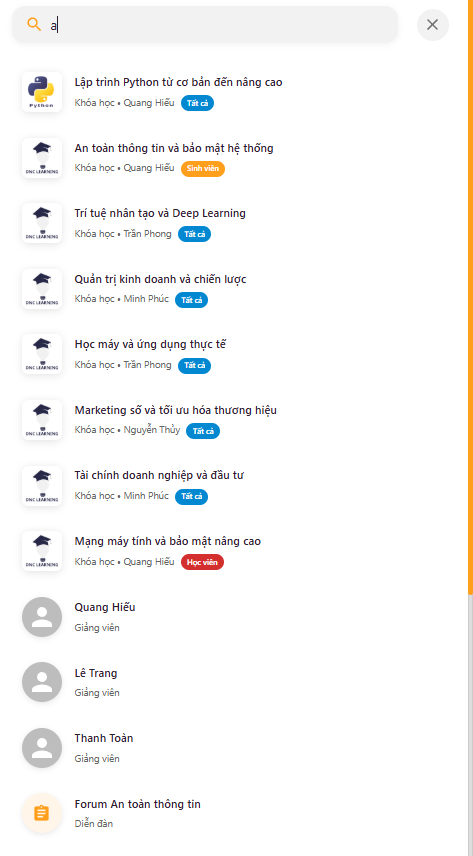 a
Python
Lập trình Python từ cơ bản đến nâng cao
Khóa học • Quang Hiếu Tất cả
DNC LEARNING
An toàn thông tin và bảo mật hệ thống
Khóa học • Quang Hiếu Sinh viên
DNC LEARNING
Trí tuệ nhân tạo và Deep Learning
Khóa học • Trần Phong Tất cả
DNC LEARNING
Quản trị kinh doanh và chiến lược
Khóa học • Minh Phúc Tất cả
DNC LEARNING
Học máy và ứng dụng thực tế
Khóa học • Trần Phong Tất cả
DNC LEARNING
Marketing số và tối ưu hóa thương hiệu
Khóa học • Nguyễn Thủy Tất cả
DNC LEARNING
Tài chính doanh nghiệp và đầu tư
Khóa học • Minh Phúc Tất cả
DNC LEARNING
Mạng máy tính và bảo mật nâng cao
Khóa học • Quang Hiếu Học viên
Quang Hiếu
Giảng viên
Lê Trang
Giảng viên
Thanh Toàn
Giảng viên
Forum An toàn thông tin
Diễn đàn